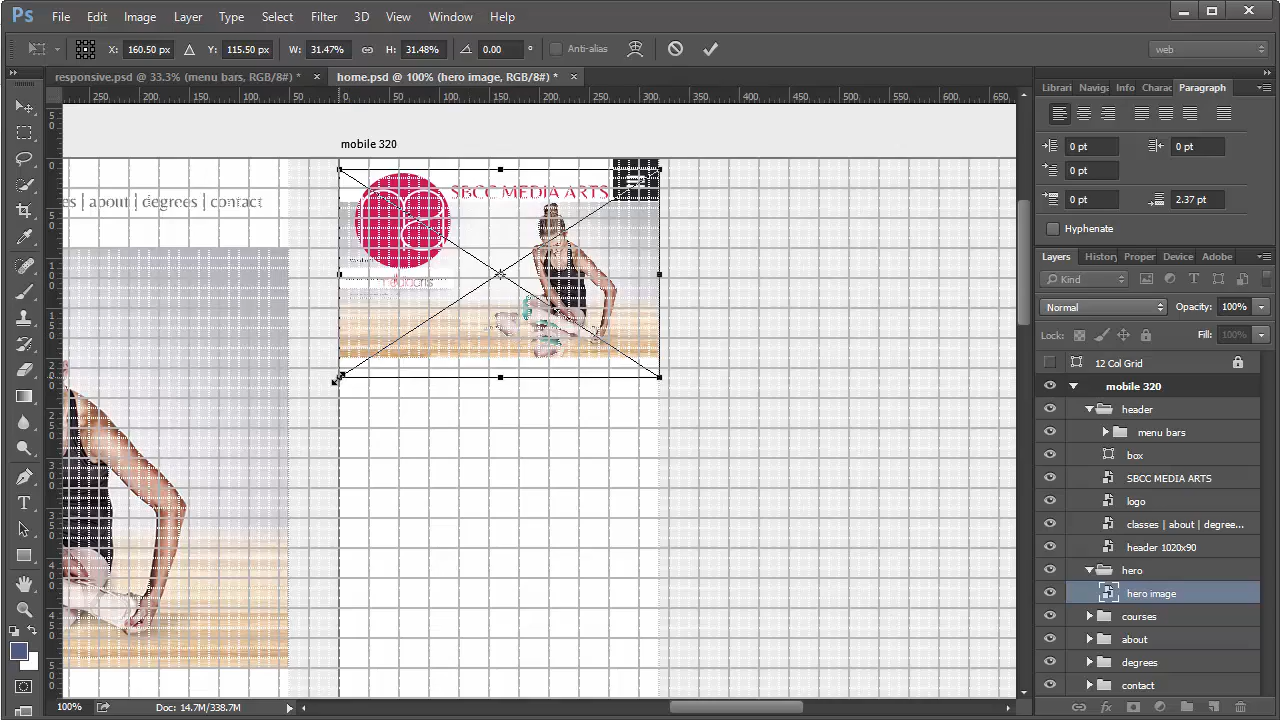 Ps File Edit Image Layer Type Select Filter 3D View Window Help
X: 160.50 px Y: 115.50 px W: 31.47% H: 31.48% 0.00 ° Anti-alias web
responsive.psd @ 33.3% (menu bars, RGB/8#) * × home.psd @ 100% (hero image, RGB/8#) * ×
Librari Naviga Info Charac Paragraph
250 200 150 100 50 0 50 100 150 200 250 300 320 400 450 500 550 600 650
mobile 320
es | about | degrees | contact
SBCC MEDIA ARTS
mediaarts
0 pt 0 pt
0 pt
0 pt 2.37 pt
Hyphenate
Layers History Proper Device Adobe
Kind
Normal Opacity: 100%
Lock: Fill: 100%
12 Col Grid
mobile 320
header
menu bars
box
SBCC MEDIA ARTS
logo
classes | about | degree...
header 1020x90
hero
hero image
courses
about
degrees
contact
100% Doc: 14.7M/338.7M